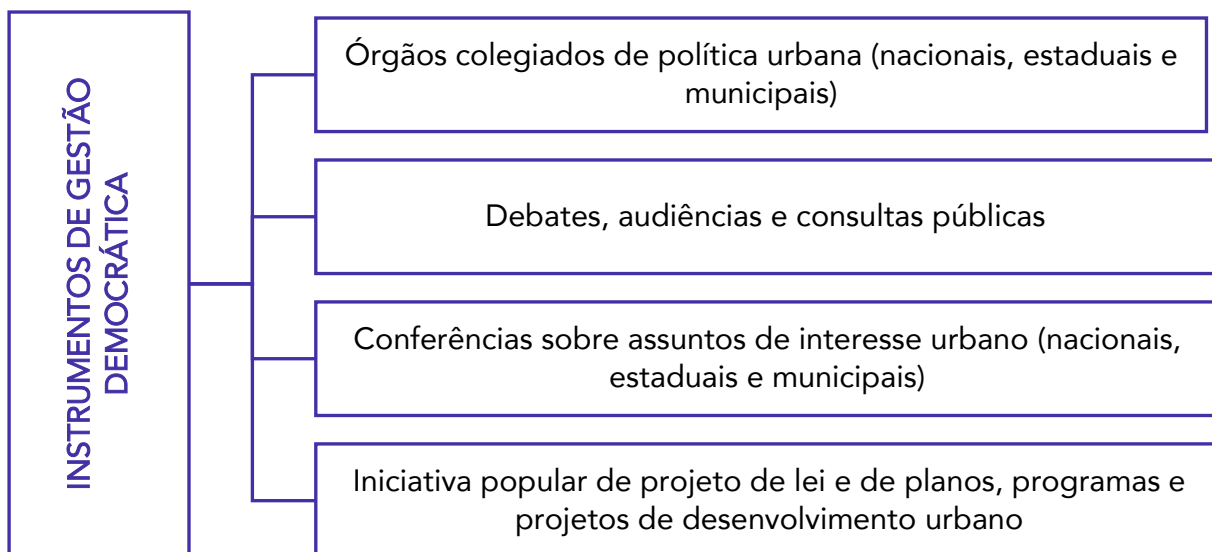 INSTRUMENTOS DE GESTÃO
DEMOCRÁTICA
Órgãos colegiados de política urbana (nacionais, estaduais e
municipais)
Debates, audiências e consultas públicas
Conferências sobre assuntos de interesse urbano (nacionais,
estaduais e municipais)
Iniciativa popular de projeto de lei e de planos, programas e
projetos de desenvolvimento urbano